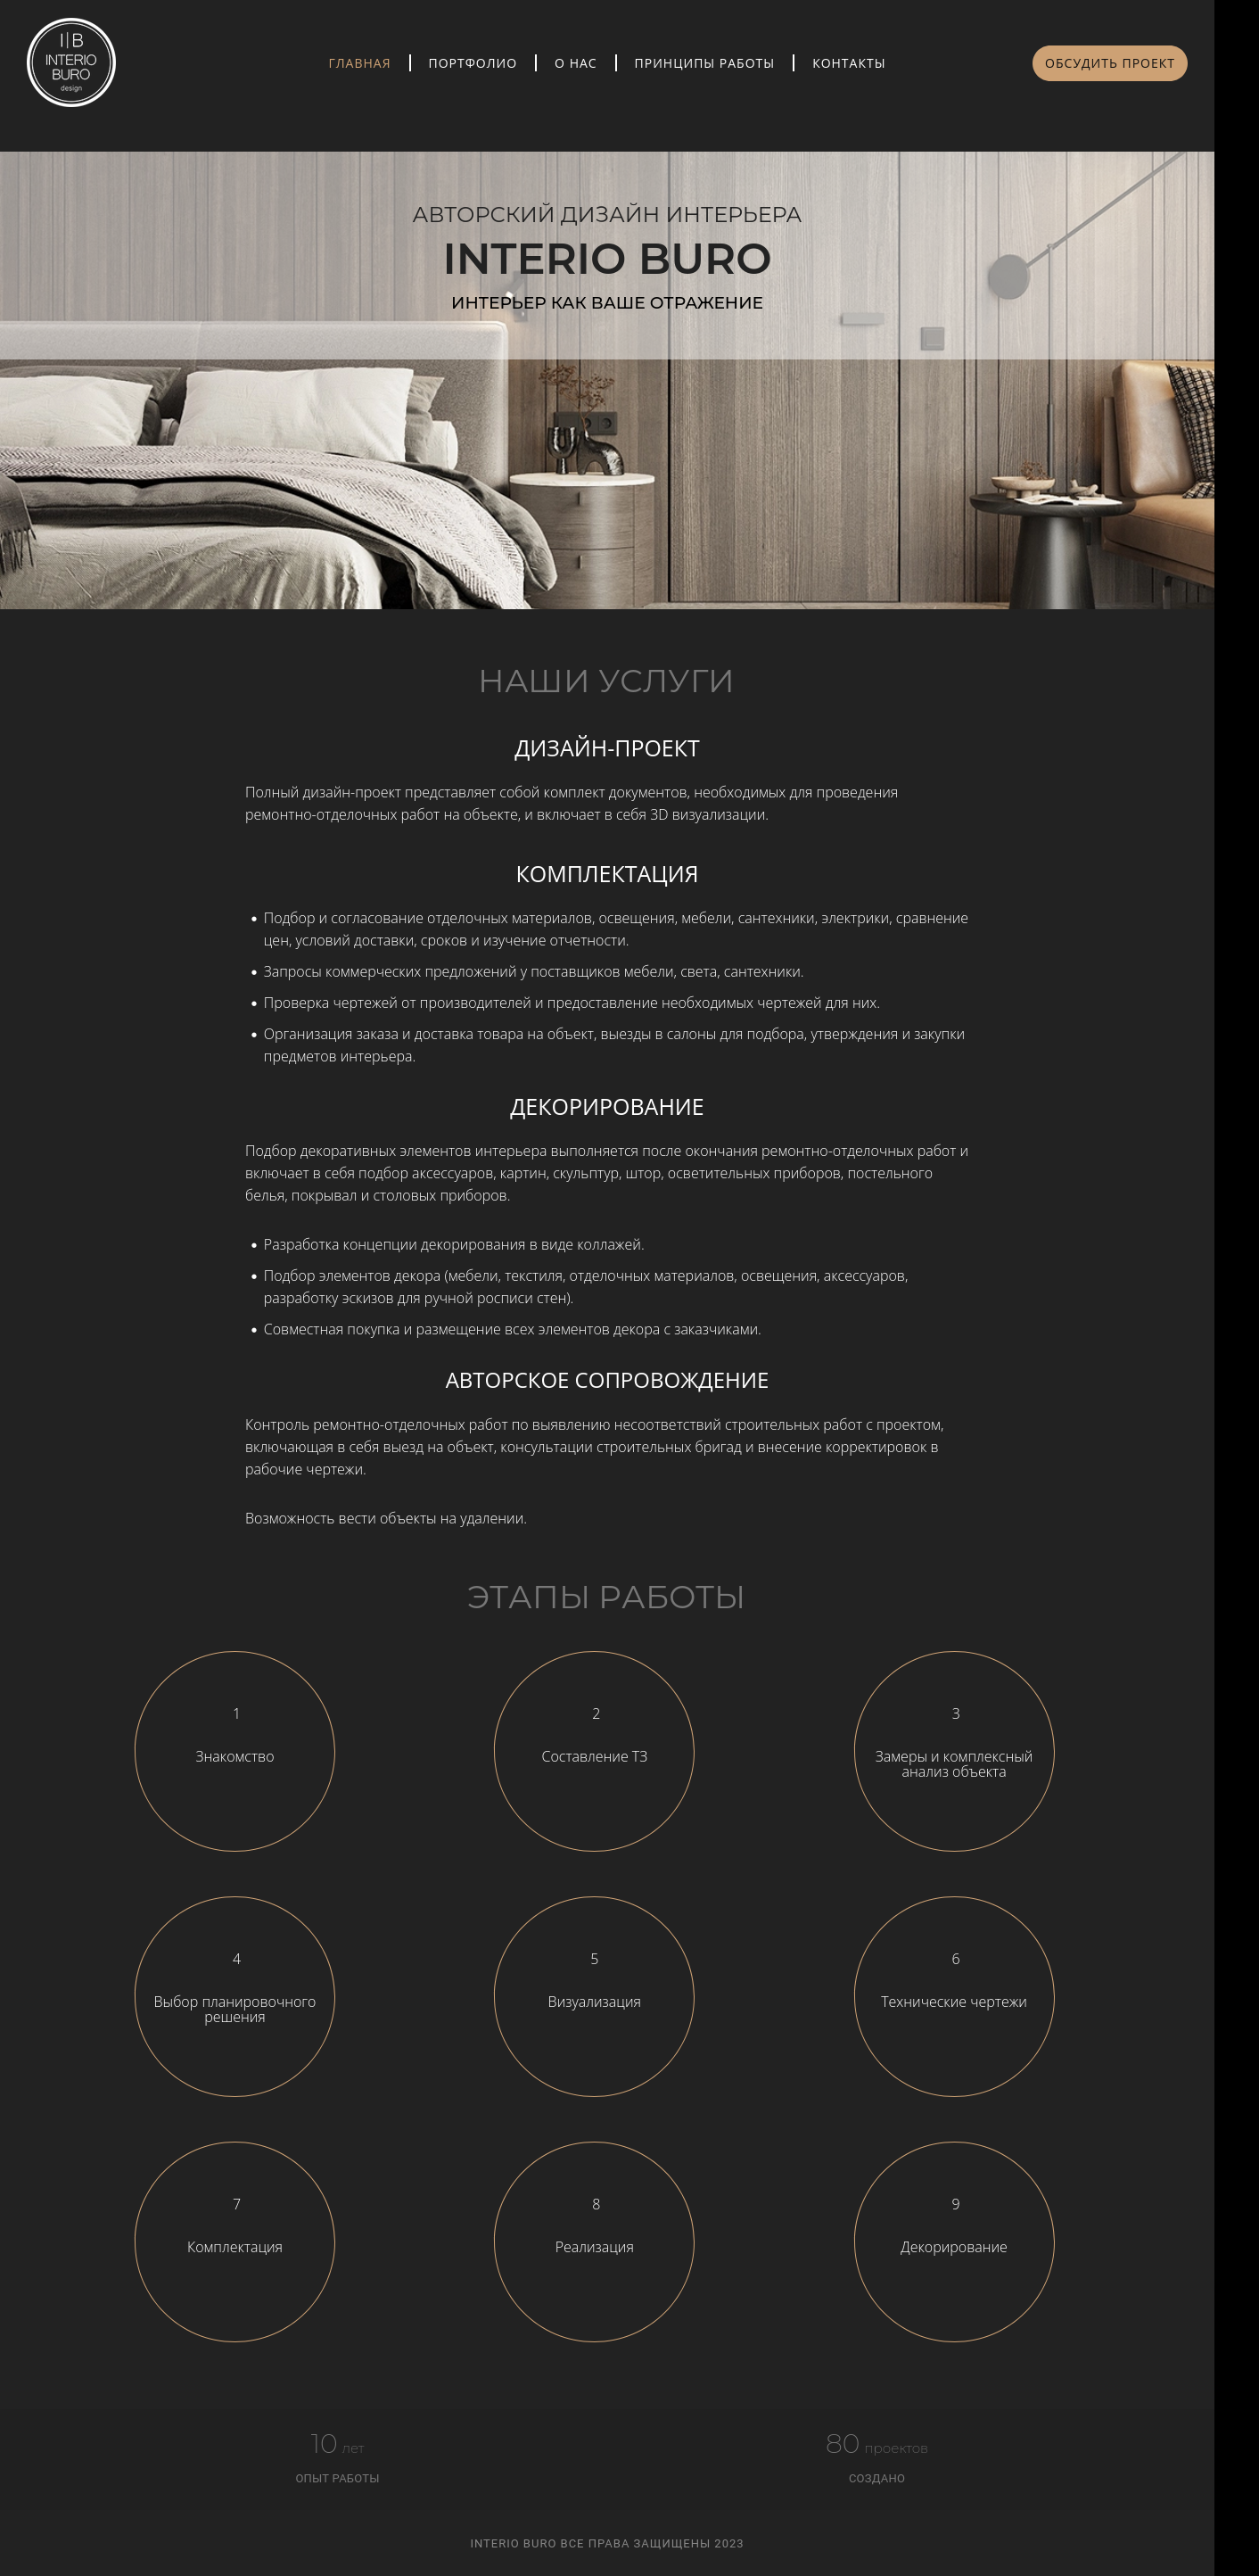 I|B
INTERIO
BURO
design
ГЛАВНАЯ
ПОРТФОЛИО
О НАС
ПРИНЦИПЫ РАБОТЫ
КОНТАКТЫ
ОБСУДИТЬ ПРОЕКТ
АВТОРСКИЙ ДИЗАЙН ИНТЕРЬЕРА
INTERIO BURO
ИНТЕРЬЕР КАК ВАШЕ ОТРАЖЕНИЕ
НАШИ УСЛУГИ
ДИЗАЙН-ПРОЕКТ
Полный дизайн-проект представляет собой комплект документов, необходимых для проведения
ремонтно-отделочных работ на объекте, и включает в себя 3D визуализации.
КОМПЛЕКТАЦИЯ
• Подбор и согласование отделочных материалов, освещения, мебели, сантехники, электрики, сравнение
цен, условий доставки, сроков и изучение отчетности.
• Запросы коммерческих предложений у поставщиков мебели, света, сантехники.
• Проверка чертежей от производителей и предоставление необходимых чертежей для них.
• Организация заказа и доставка товара на объект, выезды в салоны для подбора, утверждения и закупки
предметов интерьера.
ДЕКОРИРОВАНИЕ
Подбор декоративных элементов интерьера выполняется после окончания ремонтно-отделочных работ и
включает в себя подбор аксессуаров, картин, скульптур, штор, осветительных приборов, постельного
белья, покрывал и столовых приборов.
• Разработка концепции декорирования в виде коллажей.
• Подбор элементов декора (мебели, текстиля, отделочных материалов, освещения, аксессуаров,
разработку эскизов для ручной росписи стен).
• Совместная покупка и размещение всех элементов декора с заказчиками.
АВТОРСКОЕ СОПРОВОЖДЕНИЕ
Контроль ремонтно-отделочных работ по выявлению несоответствий строительных работ с проектом,
включающая в себя выезд на объект, консультации строительных бригад и внесение корректировок в
рабочие чертежи.
Возможность вести объекты на удалении.
ЭТАПЫ РАБОТЫ
1
Знакомство
2
Составление ТЗ
3
Замеры и комплексный
анализ объекта
4
Выбор планировочного
решения
5
Визуализация
6
Технические чертежи
7
Комплектация
8
Реализация
9
Декорирование
10 лет
ОПЫТ РАБОТЫ
80 проектов
СОЗДАНО
INTERIO BURO ВСЕ ПРАВА ЗАЩИЩЕНЫ 2023